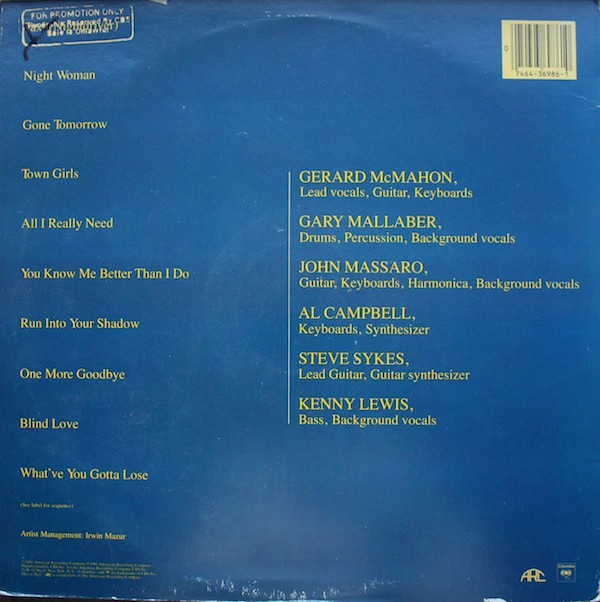 FOR PROMOTION ONLY
Sale is Unlawful
Night Woman
Gone Tomorrow
Town Girls
All I Really Need
You Know Me Better Than I Do
Run Into Your Shadow
One More Goodbye
Blind Love
What've You Gotta Lose
(See label for sequence)
Artist Management: Irwin Mazur
0
7464-36986-1
GERARD McMAHON,
Lead vocals, Guitar, Keyboards
GARY MALLABER,
Drums, Percussion, Background vocals
JOHN MASSARO,
Guitar, Keyboards, Harmonica, Background vocals
AL CAMPBELL,
Keyboards, Synthesizer
STEVE SYKES,
Lead Guitar, Guitar synthesizer
KENNY LEWIS,
Bass, Background vocals
ARC
Columbia